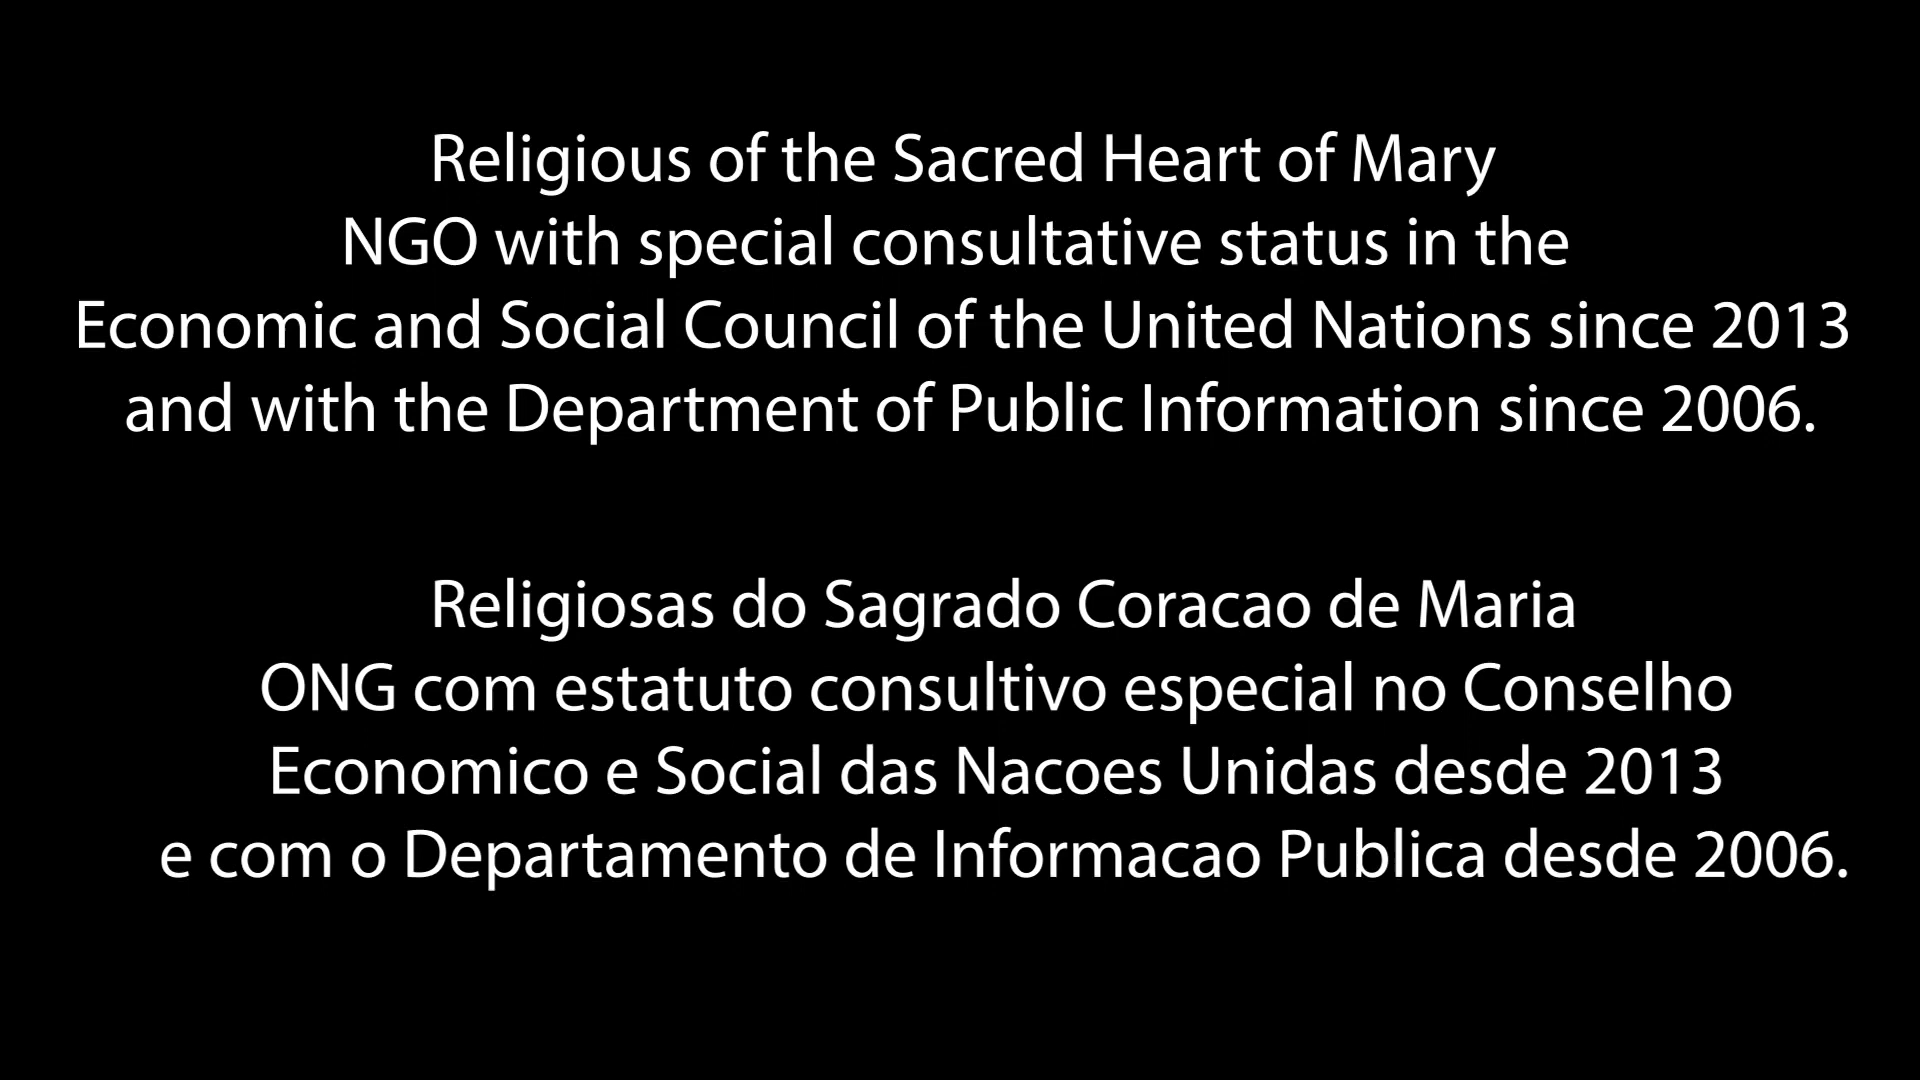 Religious of the Sacred Heart of Mary
NGO with special consultative status in the
Economic and Social Council of the United Nations since 2013
and with the Department of Public Information since 2006.
Religiosas do Sagrado Coracao de Maria
ONG com estatuto consultivo especial no Conselho
Economico e Social das Nacoes Unidas desde 2013
e com o Departamento de Informacao Publica desde 2006.